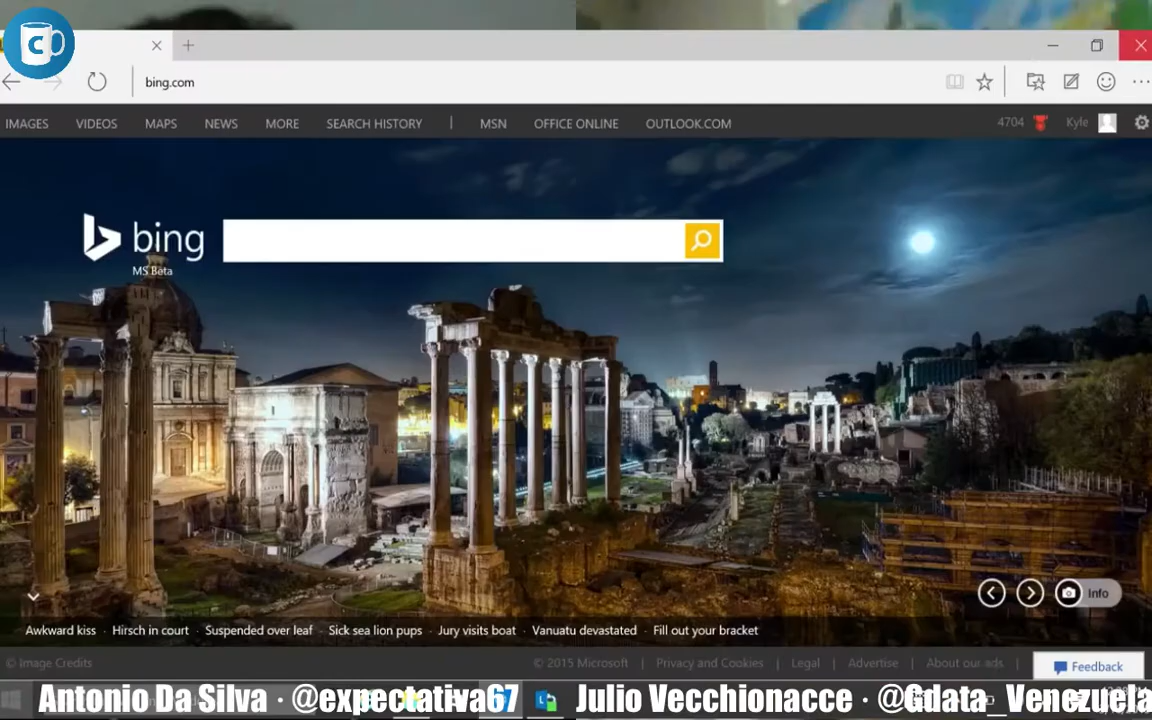 C
bing.com
IMAGES VIDEOS MAPS NEWS MORE SEARCH HISTORY | MSN OFFICE ONLINE OUTLOOK.COM 4704 Kyle
bing
MS Beta
Info
Awkward kiss · Hirsch in court · Suspended over leaf · Sick sea lion pups · Jury visits boat · Vanuatu devastated · Fill out your bracket
© Image Credits © 2015 Microsoft | Privacy and Cookies | Legal | Advertise | About our ads |
Feedback
Antonio Da Silva · @expectativa67 Julio Vecchionacce · @Gdata_Venezuela